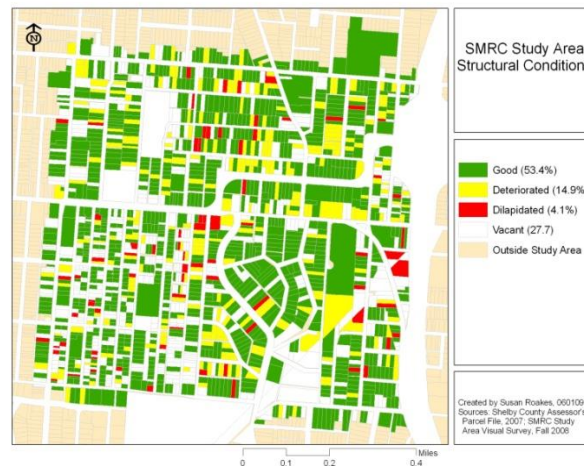 N
SMRC Study Area
Structural Condition
Good (53.4%)
Deteriorated (14.9%
Dilapidated (4.1%)
Vacant (27.7)
Outside Study Area
Created by Susan Roakes, 060109
Sources: Shelby County Assessor's
Parcel File, 2007; SMRC Study
Area Visual Survey, Fall 2008
Miles
0 0.1 0.2 0.4